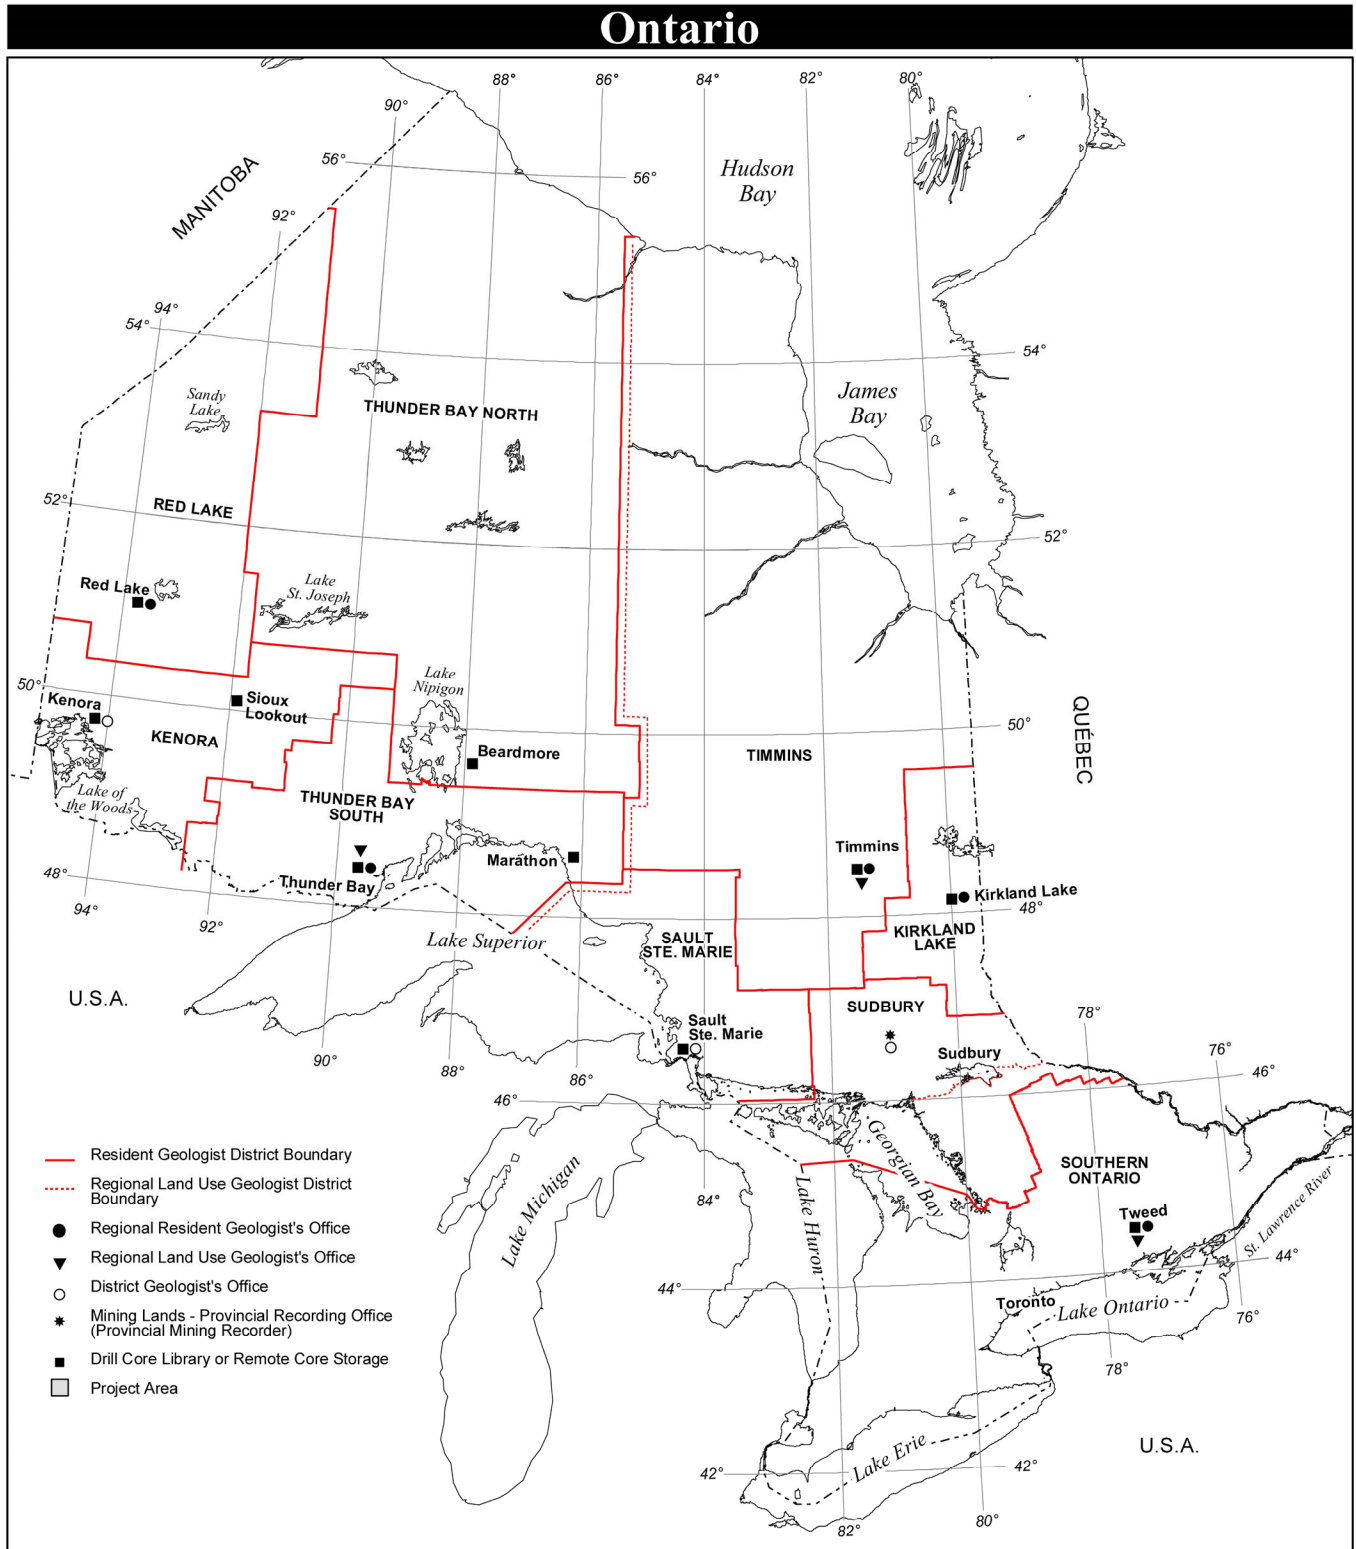 Ontario
88°
86°
84°
82°
80°
90°
56°
56°
Hudson
Bay
MANITOBA
92°
94°
54°
54°
Sandy
Lake
THUNDER BAY NORTH
James
Bay
52°
RED LAKE
52°
Red Lake
Lake
St. Joseph
50°
Kenora
Sioux
Lookout
Lake
Nipigon
50°
KENORA
Beardmore
TIMMINS
QUÉBEC
Lake of
the Woods
THUNDER BAY
SOUTH
Timmins
Marathon
48°
Thunder Bay
Kirkland Lake
48°
94°
92°
Lake Superior
SAULT
STE. MARIE
KIRKLAND
LAKE
U.S.A.
SUDBURY
78°
Sault
Ste. Marie
Sudbury
76°
90°
88°
86°
46°
46°
Georgian Bay
Lake Michigan
Lake Huron
SOUTHERN
ONTARIO
84°
Tweed
St. Lawrence River
44°
44°
Toronto
Lake Ontario
76°
78°
U.S.A.
Lake Erie
42°
42°
82°
80°
Resident Geologist District Boundary
Regional Land Use Geologist District
Boundary
Regional Resident Geologist's Office
Regional Land Use Geologist's Office
District Geologist's Office
Mining Lands - Provincial Recording Office
(Provincial Mining Recorder)
Drill Core Library or Remote Core Storage
Project Area